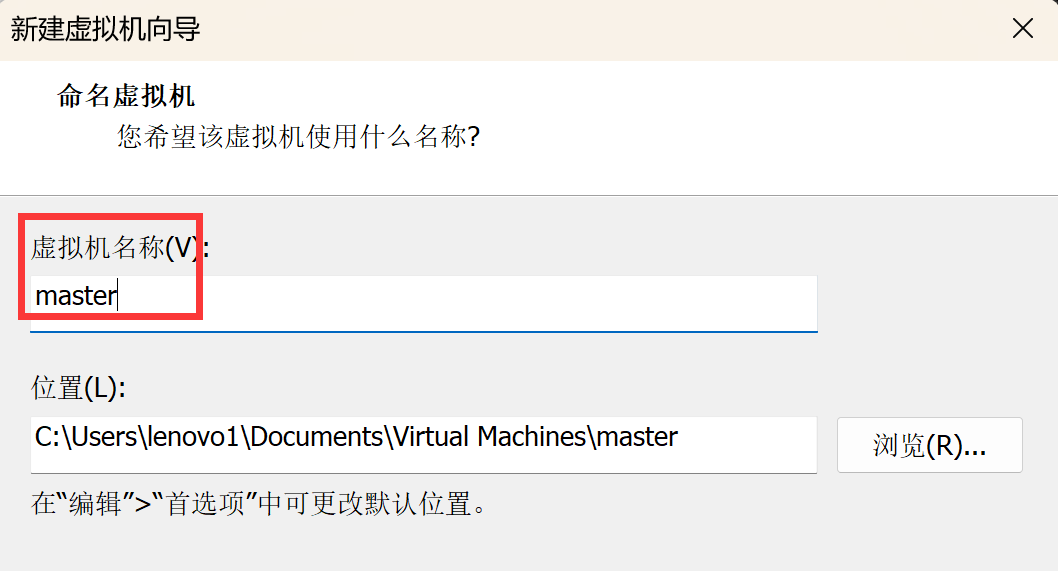 新建虚拟机向导
命名虚拟机
您希望该虚拟机使用什么名称?
虚拟机名称(V):
master
位置(L):
C:\Users\lenovo1\Documents\Virtual Machines\master
浏览(R)...
在“编辑”>“首选项”中可更改默认位置。